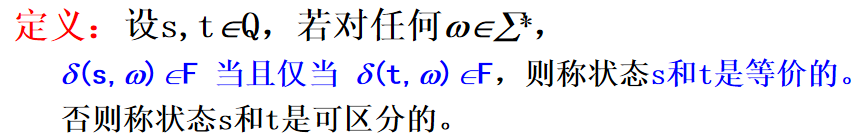 定义：设s,t∈Q，若对任何ω∈∑*，
δ(s,ω)∈F 当且仅当 δ(t,ω)∈F，则称状态s和t是等价的。
否则称状态s和t是可区分的。